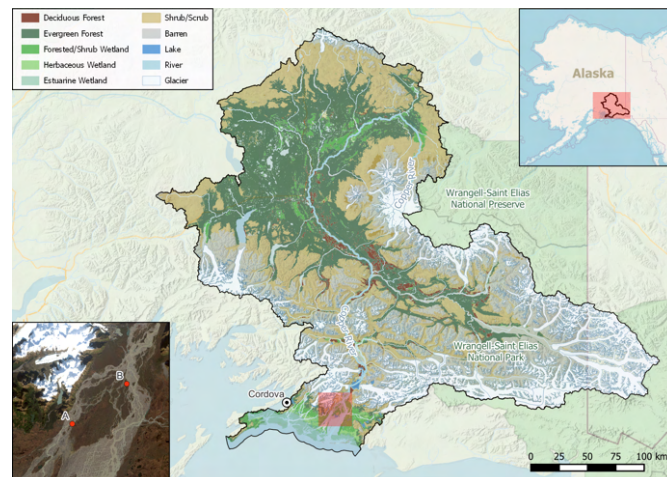 Deciduous Forest
Evergreen Forest
Forested/Shrub Wetland
Herbaceous Wetland
Estuarine Wetland
Shrub/Scrub
Barren
Lake
River
Glacier
Alaska
Copper River
Wrangell-Saint Elias
National Preserve
Wrangell-Saint Elias
National Park
Cordova
A
B
0 25 50 75 100 km